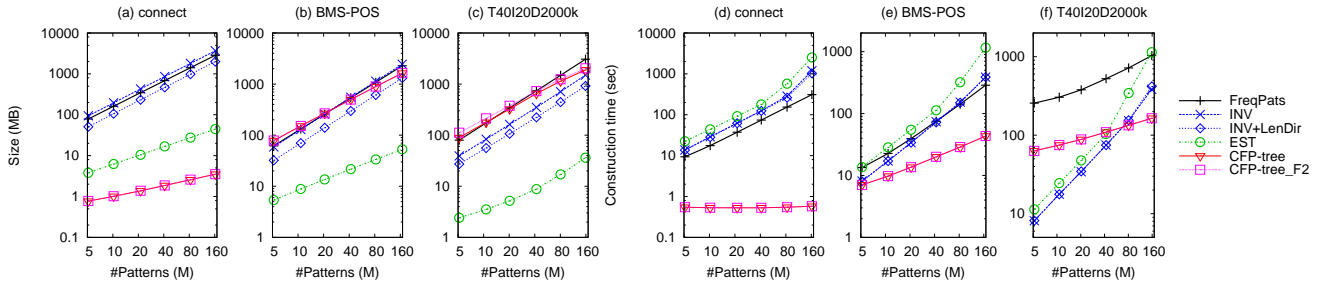 (a) connect
(b) BMS-POS
(c) T40I20D2000k
(d) connect
(e) BMS-POS
(f) T40I20D2000k
Size (MB)
10000
1000
100
10
1
0.1
5 10 20 40 80 160
#Patterns (M)
10000
1000
100
10
1
5 10 20 40 80 160
#Patterns (M)
10000
1000
100
10
1
5 10 20 40 80 160
#Patterns (M)
Construction time (sec)
10000
1000
100
10
1
0.1
5 10 20 40 80 160
#Patterns (M)
1000
100
10
1
5 10 20 40 80 160
#Patterns (M)
1000
100
10
5 10 20 40 80 160
#Patterns (M)
FreqPats
INV
INV+LenDir
EST
CFP-tree
CFP-tree_F2